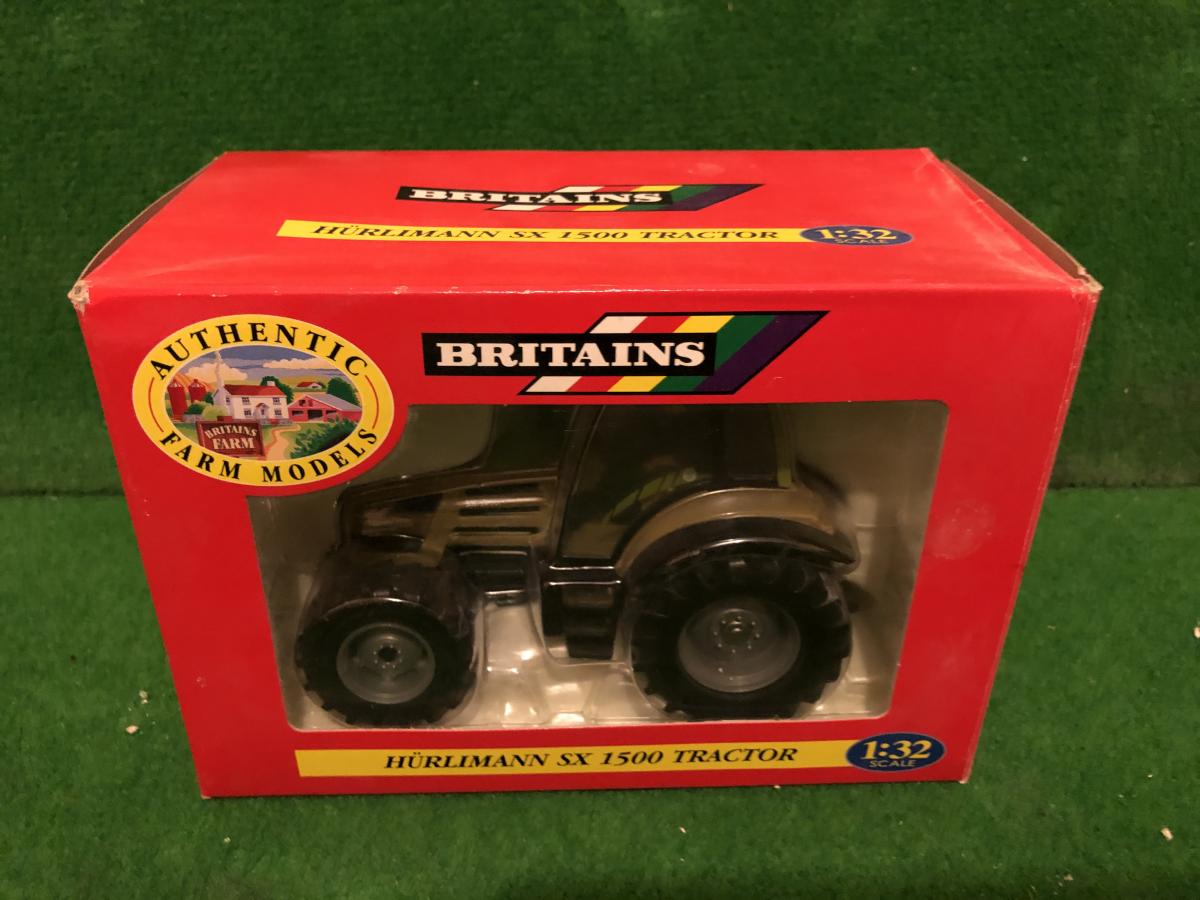 BRITAINS
HÜRLIMANN SX 1500 TRACTOR 1:32
SCALE
AUTHENTIC
BRITAINS
FARM
FARM MODELS
BRITAINS
HÜRLIMANN SX 1500 TRACTOR 1:32
SCALE